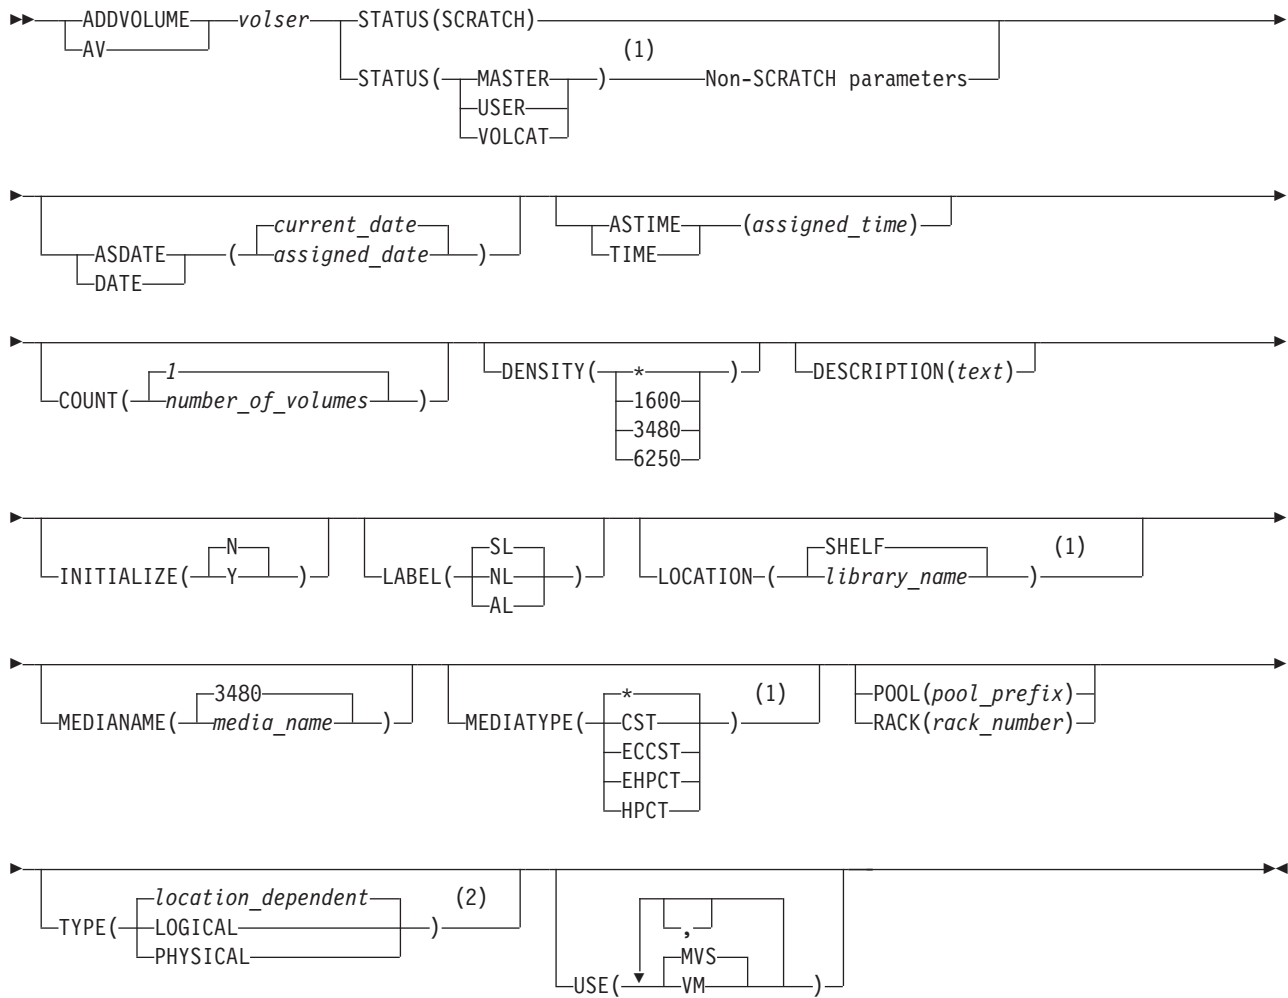 ADDVOLUME volser STATUS(SCRATCH)
AV (1)
STATUS( MASTER ) Non-SCRATCH parameters
USER
VOLCAT
current_date ASTIME (assigned_time)
ASDATE ( assigned_date ) TIME
DATE
1 DENSITY( * ) DESCRIPTION(text)
COUNT( number_of_volumes ) 1600
3480
6250
N SL SHELF (1)
INITIALIZE( Y ) LABEL( NL ) LOCATION ( library_name )
AL
3480 * (1) POOL(pool_prefix)
MEDIANAME( media_name ) MEDIATYPE( CST ) RACK(rack_number)
ECCST
EHPCT
HPCT
location_dependent (2)
TYPE( LOGICAL ) ,
PHYSICAL MVS
USE( VM )